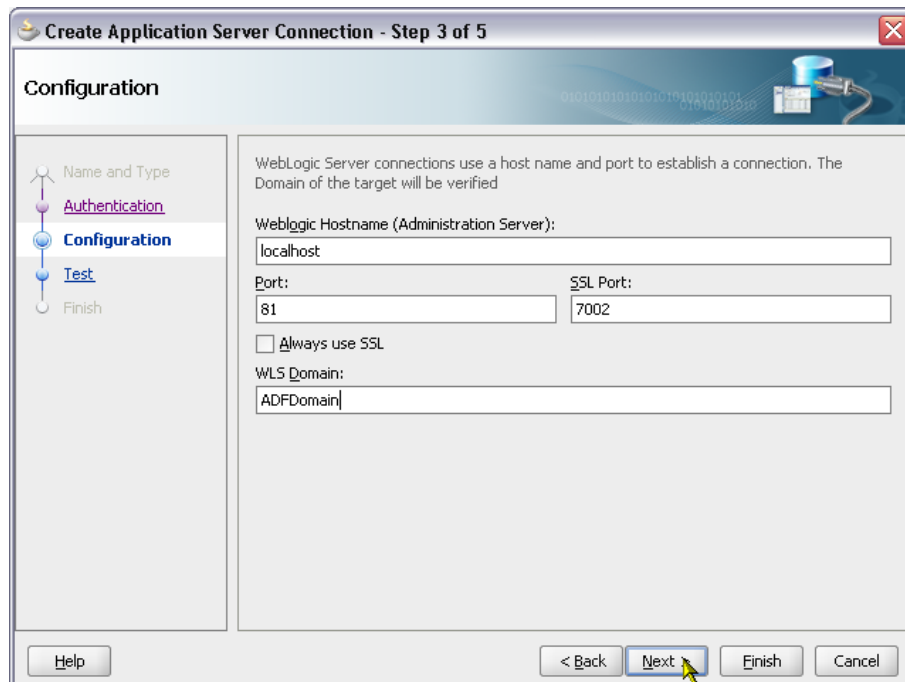 Create Application Server Connection - Step 3 of 5
Configuration
Name and Type
Authentication
Configuration
Test
Finish
WebLogic Server connections use a host name and port to establish a connection. The
Domain of the target will be verified
Weblogic Hostname (Administration Server):
localhost
Port:
SSL Port:
81
7002
Always use SSL
WLS Domain:
ADFDomain
Help
< Back
Next >
Finish
Cancel